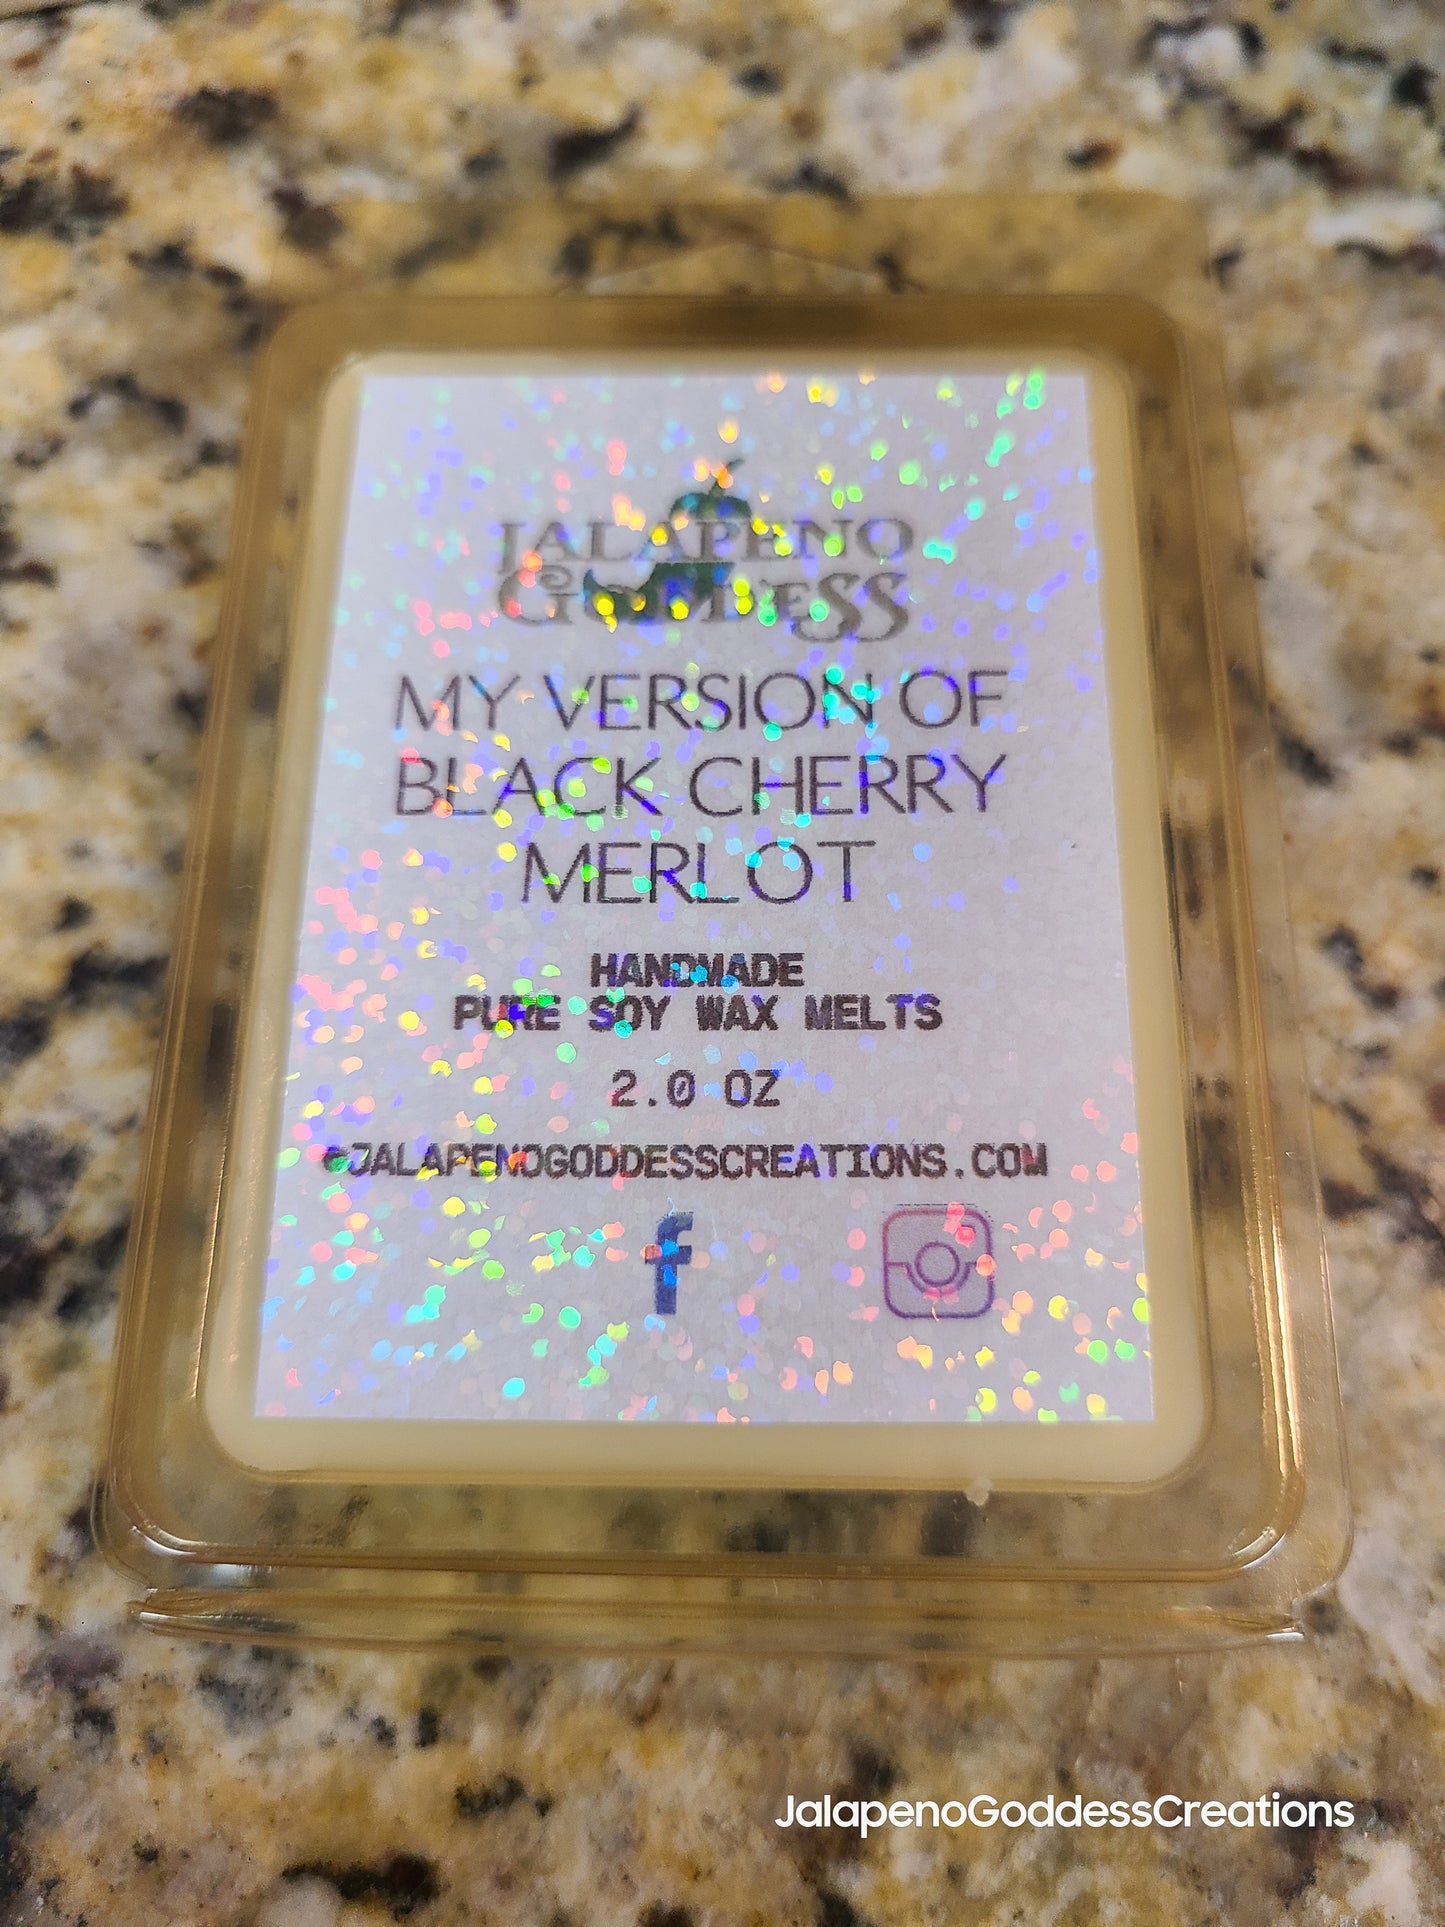 JALAPENO
GODDESS
MY VERSION OF
BLACK CHERRY
MERLOT
HANDMADE
PURE SOY WAX MELTS
2.0 OZ
©JALAPENOGODDESSCREATIONS.COM
JalapenoGoddessCreations